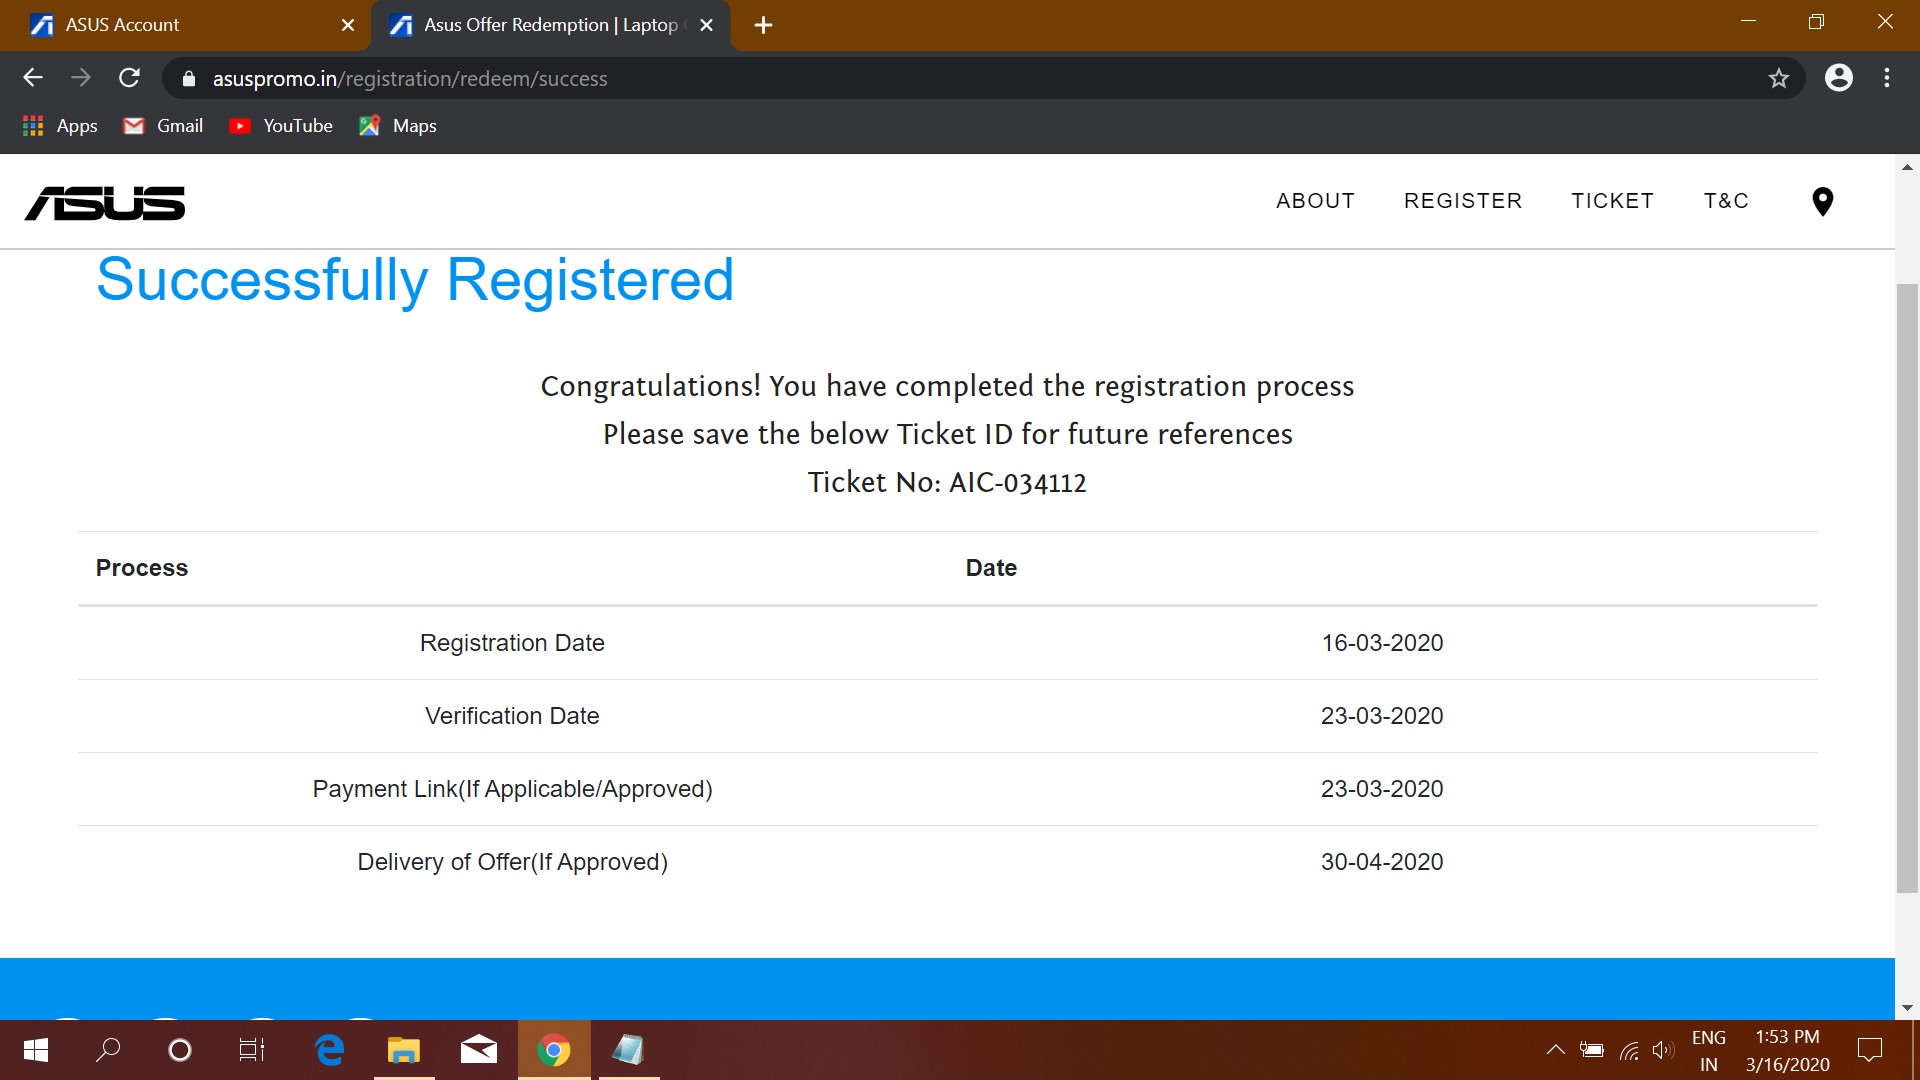 ASUS Account
Asus Offer Redemption | Laptop
asuspromo.in/registration/redeem/success
Apps Gmail YouTube Maps
ASUS
ABOUT REGISTER TICKET T&C
Successfully Registered
Congratulations! You have completed the registration process
Please save the below Ticket ID for future references
Ticket No: AIC-034112
Process Date
Registration Date 16-03-2020
Verification Date 23-03-2020
Payment Link(If Applicable/Approved) 23-03-2020
Delivery of Offer(If Approved) 30-04-2020
ENG 1:53 PM
IN 3/16/2020